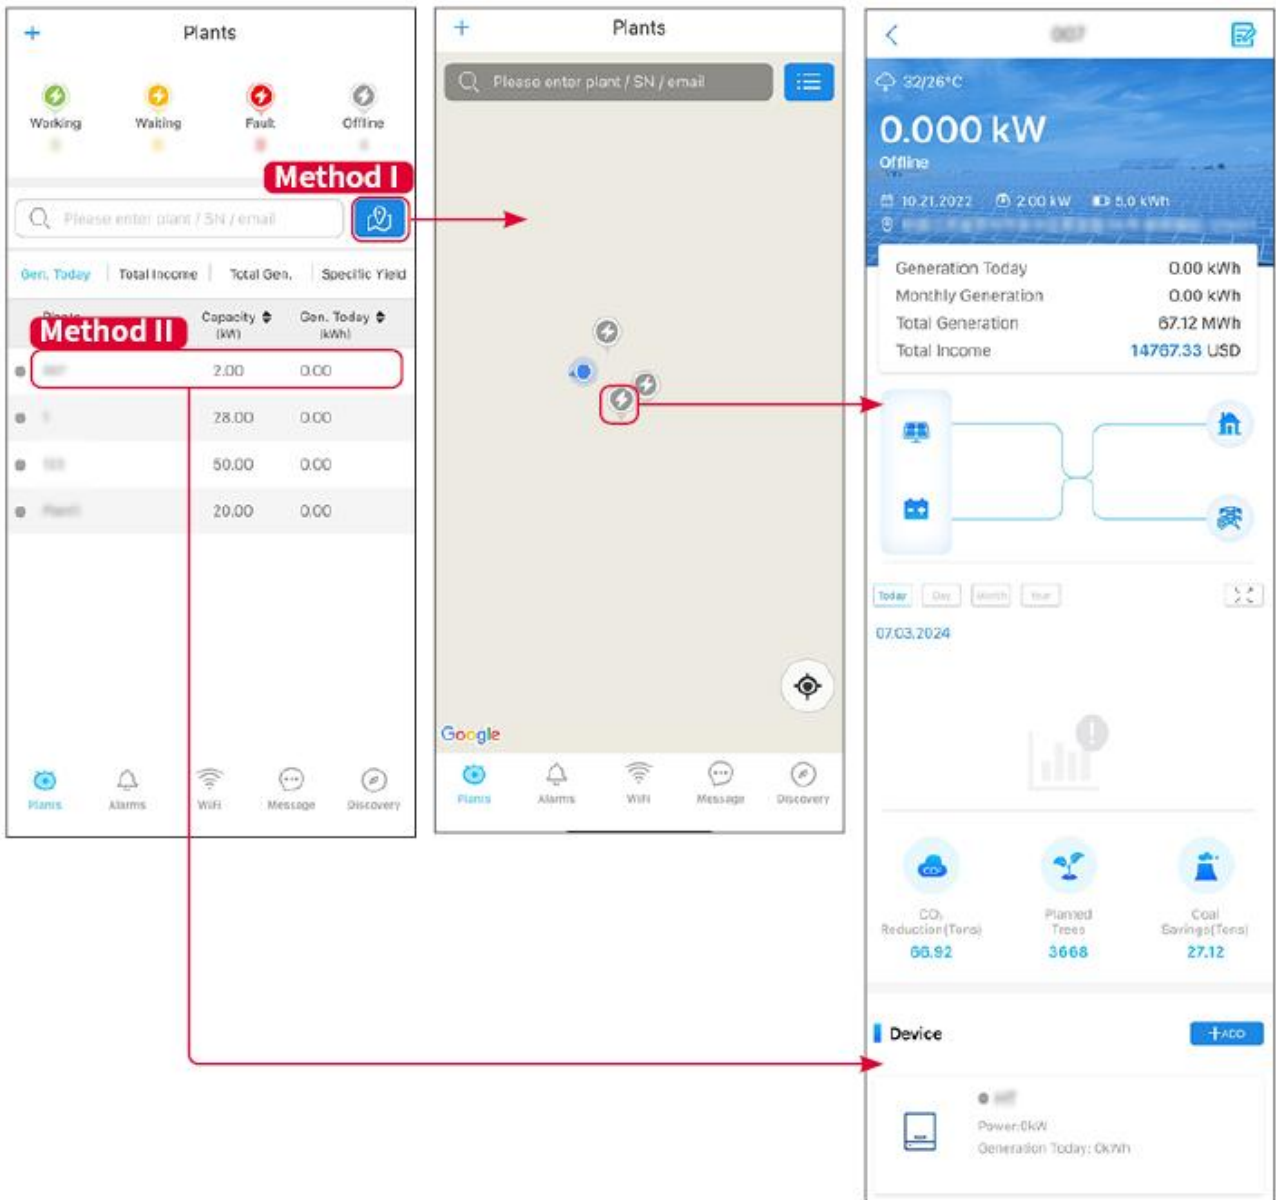 Plants
Working
Waiting
Fault
Offline
Method I
Please enter plant / SN / email
Gen. Today
Total Income
Total Gen.
Specific Yield
Method II
Capacity
(kW)
Gen. Today
(kWh)
2.00
0.00
28.00
0.00
50.00
0.00
20.00
0.00
Plants
Alarms
WiFi
Message
Discovery
Plants
Please enter plant / SN / email
Google
Plants
Alarms
WiFi
Message
Discovery
007
32/26°C
0.000 kW
Offline
10.21.2022
2.00 kW
5.0 kWh
Generation Today 0.00 kWh
Monthly Generation 0.00 kWh
Total Generation 67.12 MWh
Total Income 14767.33 USD
Today
Day
Month
Year
07.03.2024
CO₂
Reduction(Tons)
66.92
Planted
Trees
3668
Coal
Savings(Tons)
27.12
Device
+ADD
Power:0kW
Generation Today: 0kWh